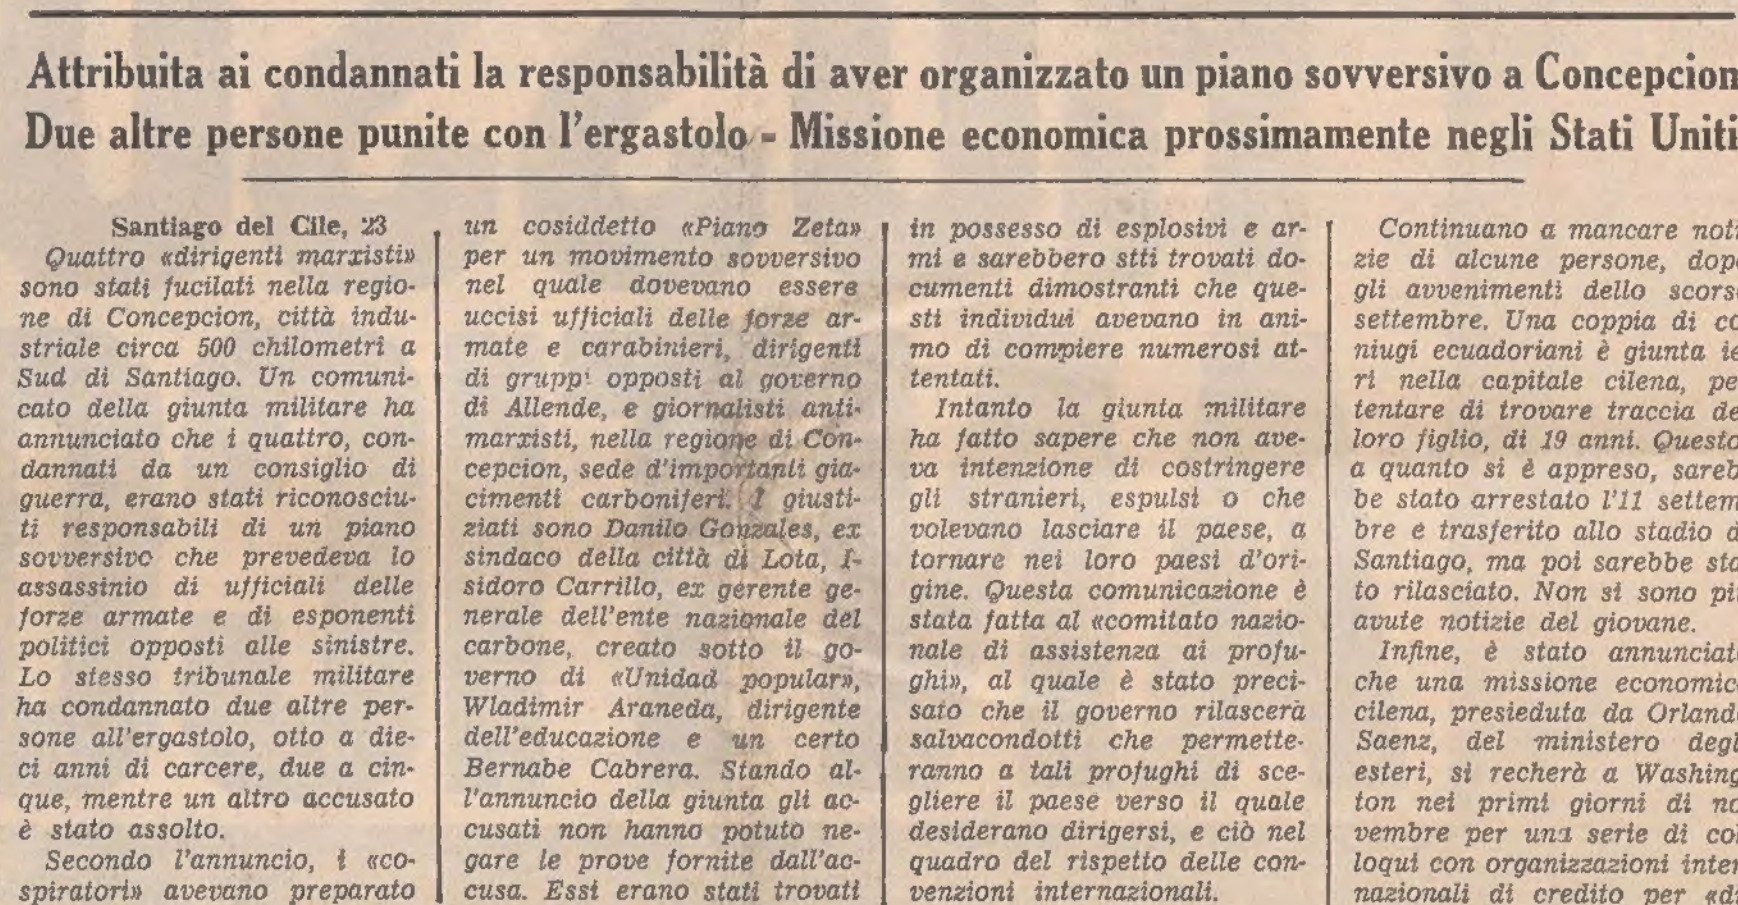 Attribuita ai condannati la responsabilità di aver organizzato un piano sovversivo a Concepcion
Due altre persone punite con l'ergastolo - Missione economica prossimamente negli Stati Uniti
Santiago del Cile, 23
Quattro «dirigenti marxisti»
sono stati fucilati nella regio-
ne di Concepcion, città indu-
striale circa 500 chilometri a
Sud di Santiago. Un comuni-
cato della giunta militare ha
annunciato che i quattro, con-
dannati da un consiglio di
guerra, erano stati riconosciu-
ti responsabili di un piano
sovversivo che prevedeva lo
assassinio di ufficiali delle
forze armate e di esponenti
politici opposti alle sinistre.
Lo stesso tribunale militare
ha condannato due altre per-
sone all'ergastolo, otto a die-
ci anni di carcere, due a cin-
que, mentre un altro accusato
è stato assolto.
Secondo l'annuncio, i «co-
spiratori» avevano preparato
un cosiddetto «Piano Zeta»
per un movimento sovversivo
nel quale dovevano essere
uccisi ufficiali delle forze ar-
mate e carabinieri, dirigenti
di gruppi opposti al governo
di Allende, e giornalisti anti-
marxisti, nella regione di Con-
cepcion, sede d'importanti gia-
cimenti carboniferi. I giusti-
ziati sono Danilo Gonzales, ex
sindaco della città di Lota, I-
sidoro Carrillo, ex gerente ge-
nerale dell'ente nazionale del
carbone, creato sotto il go-
verno di «Unidad popular»,
Wladimir Araneda, dirigente
dell'educazione e un certo
Bernabe Cabrera. Stando al-
l'annuncio della giunta gli ac-
cusati non hanno potuto ne-
gare le prove fornite dall'ac-
cusa. Essi erano stati trovati
in possesso di esplosivi e ar-
mi e sarebbero stti trovati do-
cumenti dimostranti che que-
sti individui avevano in ani-
mo di compiere numerosi at-
tentati.
Intanto la giunta militare
ha fatto sapere che non ave-
va intenzione di costringere
gli stranieri, espulsi o che
volevano lasciare il paese, a
tornare nei loro paesi d'ori-
gine. Questa comunicazione è
stata fatta al «comitato nazio-
nale di assistenza ai profu-
ghi», al quale è stato preci-
sato che il governo rilascerà
salvacondotti che permette-
ranno a tali profughi di sce-
gliere il paese verso il quale
desiderano dirigersi, e ciò nel
quadro del rispetto delle con-
venzioni internazionali.
Continuano a mancare noti
zie di alcune persone, dop
gli avvenimenti dello scors
settembre. Una coppia di co
niugi ecuadoriani è giunta ie
ri nella capitale cilena, pe
tentare di trovare traccia de
loro figlio, di 19 anni. Questo
a quanto si è appreso, sareb
be stato arrestato l'11 settem
bre e trasferito allo stadio d
Santiago, ma poi sarebbe sta
to rilasciato. Non si sono pi
avute notizie del giovane.
Infine, è stato annunciat
che una missione economic
cilena, presieduta da Orland
Saenz, del ministero degl
esteri, si recherà a Washing
ton nei primi giorni di no
vembre per una serie di col
loqui con organizzazioni inter
nazionali di credito per «di